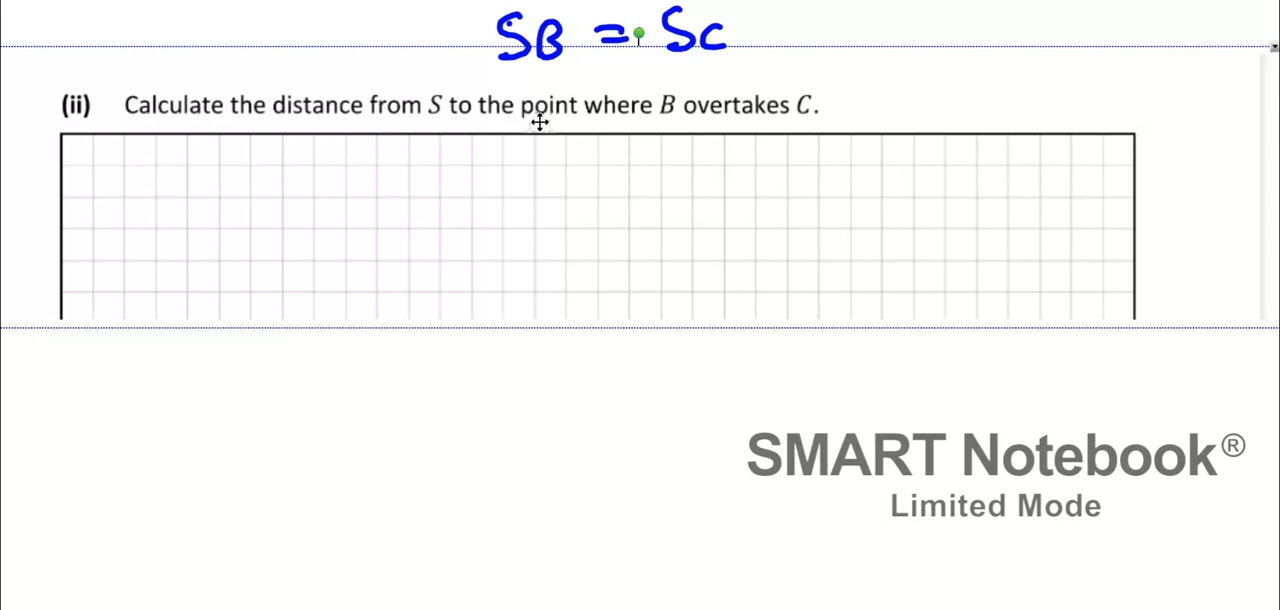 SB = SC
(ii) Calculate the distance from S to the point where B overtakes C.
SMART Notebook®
Limited Mode